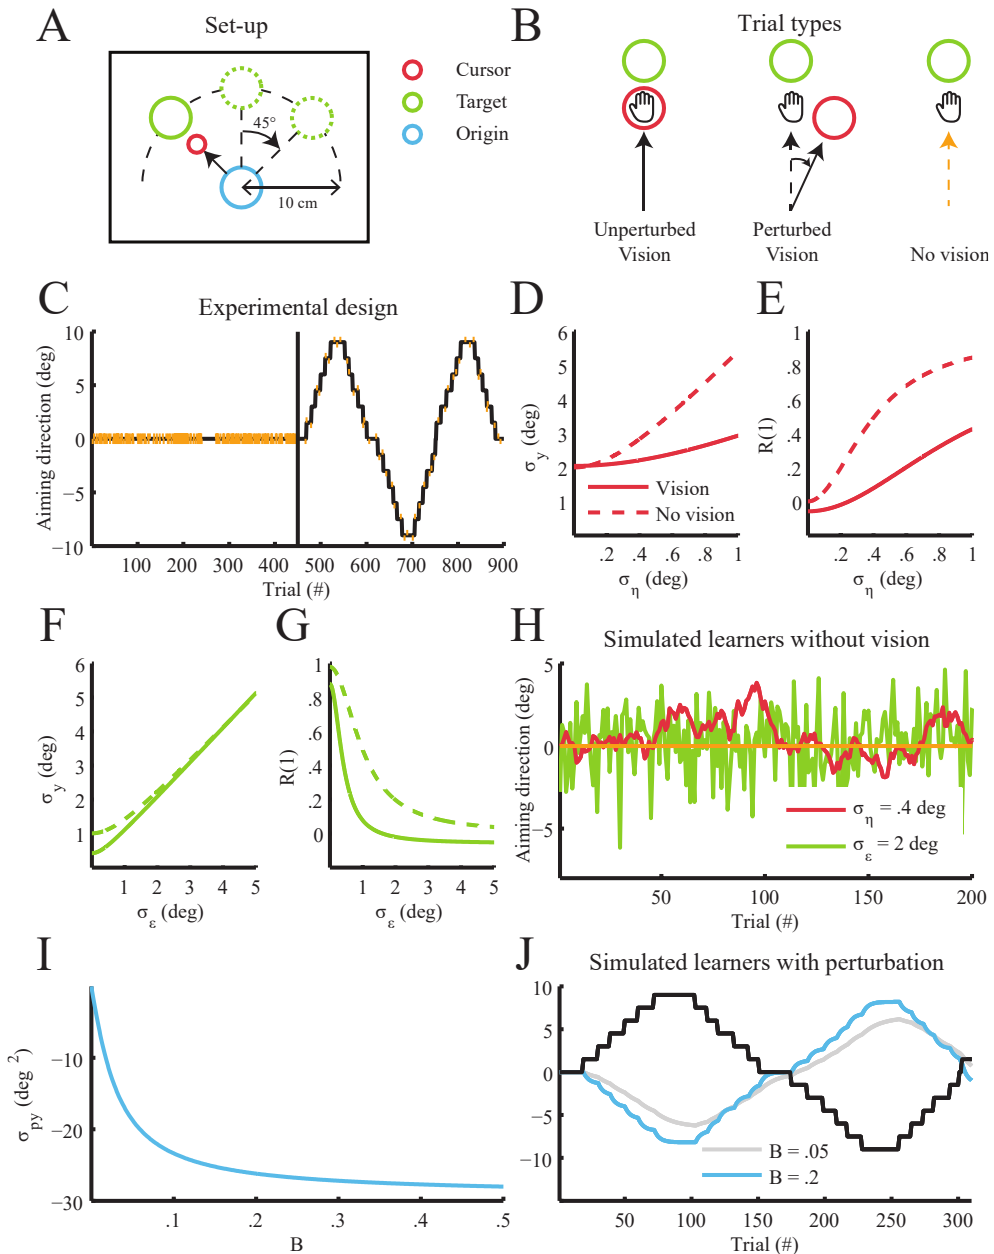 A
Set-up
45°
10 cm
Cursor
Target
Origin
B
Trial types
Unperturbed
Vision
Perturbed
Vision
No vision
C
Experimental design
Aiming direction (deg)
10
5
0
−5
−10
100 200 300 400 500 600 700 800 900
Trial (#)
D
σy (deg)
6
5
4
3
2
1
Vision
No vision
.2 .4 .6 .8 1
ση (deg)
E
R(1)
1
.8
.6
.4
.2
0
.2 .4 .6 .8 1
ση (deg)
F
σy (deg)
6
5
4
3
2
1
1 2 3 4 5
σε (deg)
G
R(1)
1
.8
.6
.4
.2
0
1 2 3 4 5
σε (deg)
H
Simulated learners without vision
Aiming direction (deg)
5
0
−5
ση = .4 deg
σε = 2 deg
50 100 150 200
Trial (#)
I
σpy (deg²)
−10
−20
−30
.1 .2 .3 .4 .5
B
J
Simulated learners with perturbation
10
5
0
−5
−10
B = .05
B = .2
50 100 150 200 250 300
Trial (#)